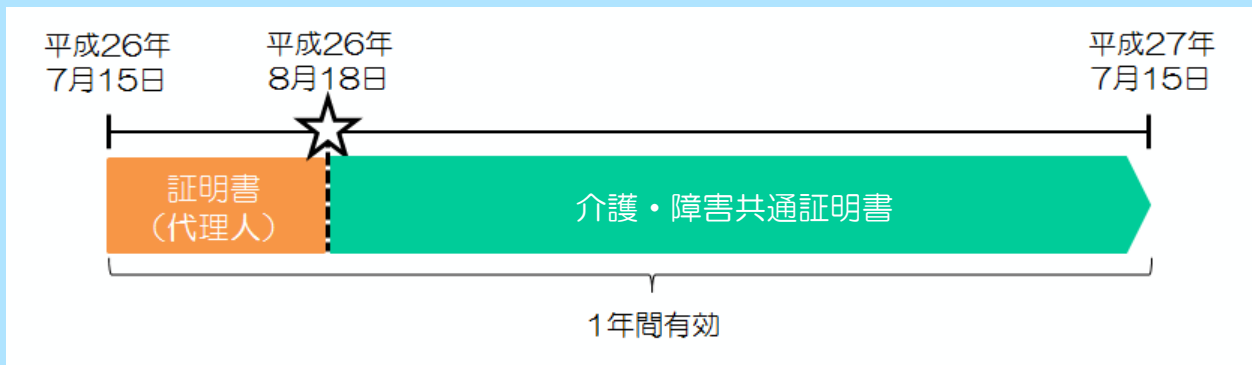 平成26年
7月15日
平成26年
8月18日
平成27年
7月15日
証明書
（代理人）
介護・障害共通証明書
1年間有効